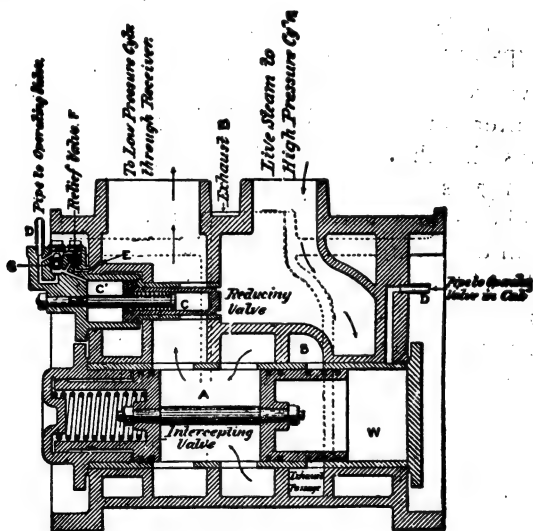 Pipe to Operating Valve.
Relief Valve. F
To Low Pressure Cyl's
through Receiver
Exhaust B
Live Steam to
High Pressure Cy'n
D
G
E
C'
C
Reducing
Valve
B
Pipe to Operating
Valve in Cab
D
A
W
Intercepting
Valve
Exhaust
Passage